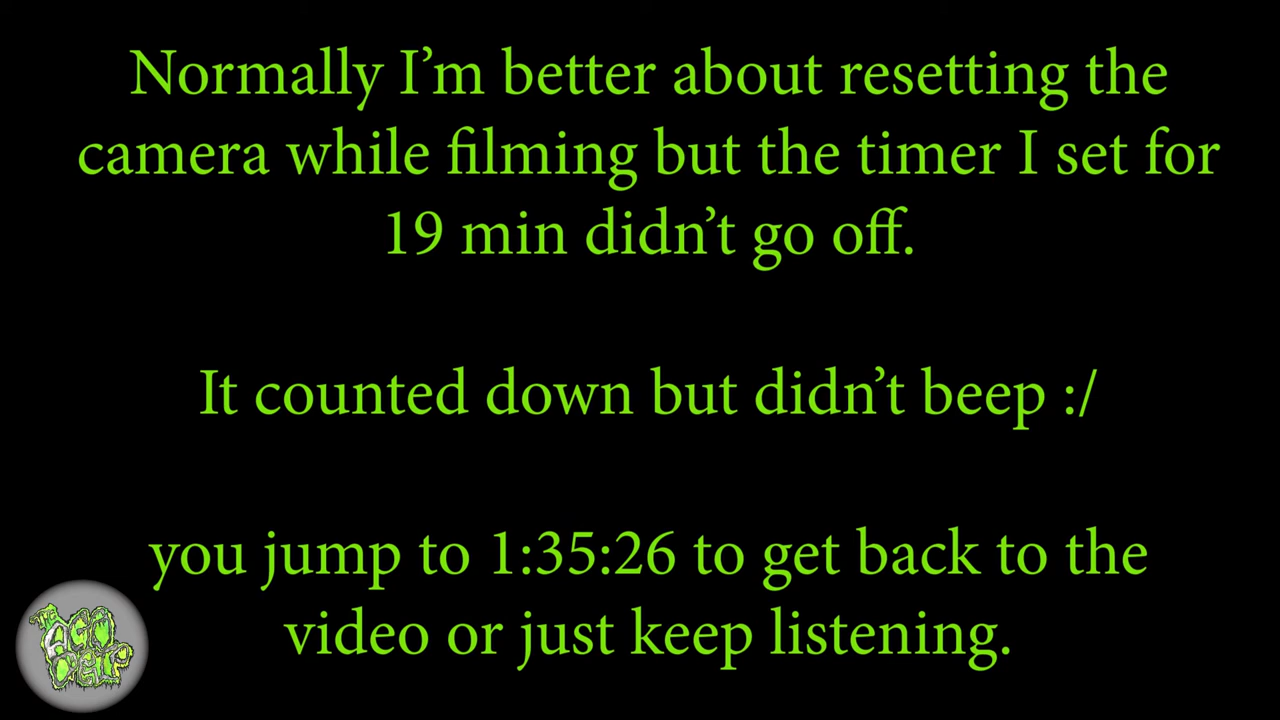 Normally I’m better about resetting the
camera while filming but the timer I set for
19 min didn’t go off.
It counted down but didn’t beep :/
you jump to 1:35:26 to get back to the
video or just keep listening.
THE